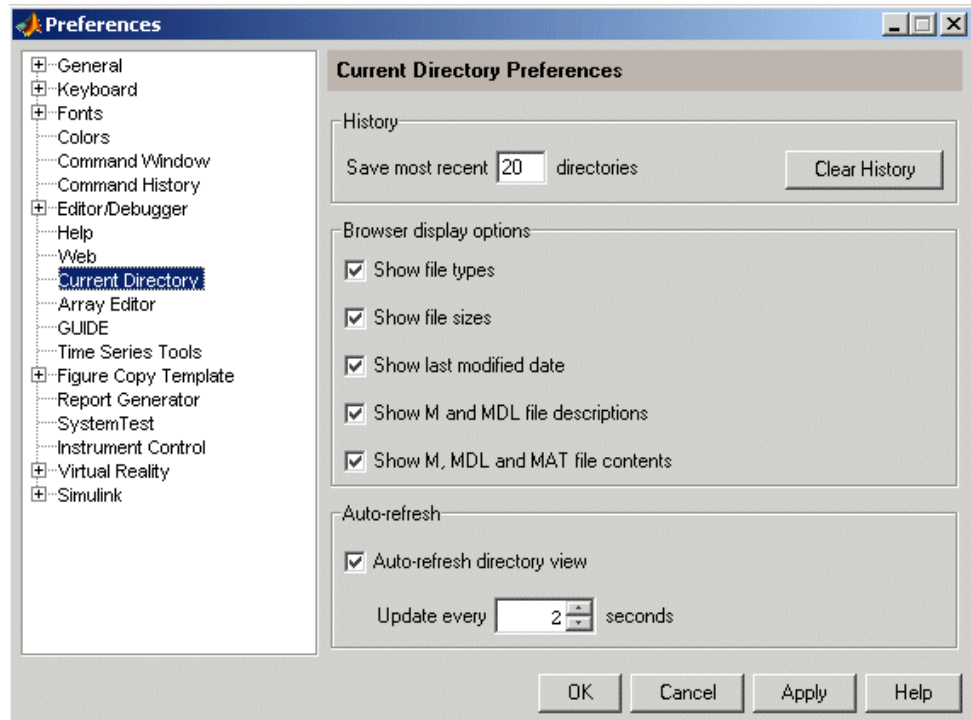 Preferences
General
Keyboard
Fonts
Colors
Command Window
Command History
Editor/Debugger
Help
Web
Current Directory
Array Editor
GUIDE
Time Series Tools
Figure Copy Template
Report Generator
SystemTest
Instrument Control
Virtual Reality
Simulink
Current Directory Preferences
History
Save most recent 20 directories Clear History
Browser display options
Show file types
Show file sizes
Show last modified date
Show M and MDL file descriptions
Show M, MDL and MAT file contents
Auto-refresh
Auto-refresh directory view
Update every 2 seconds
OK Cancel Apply Help